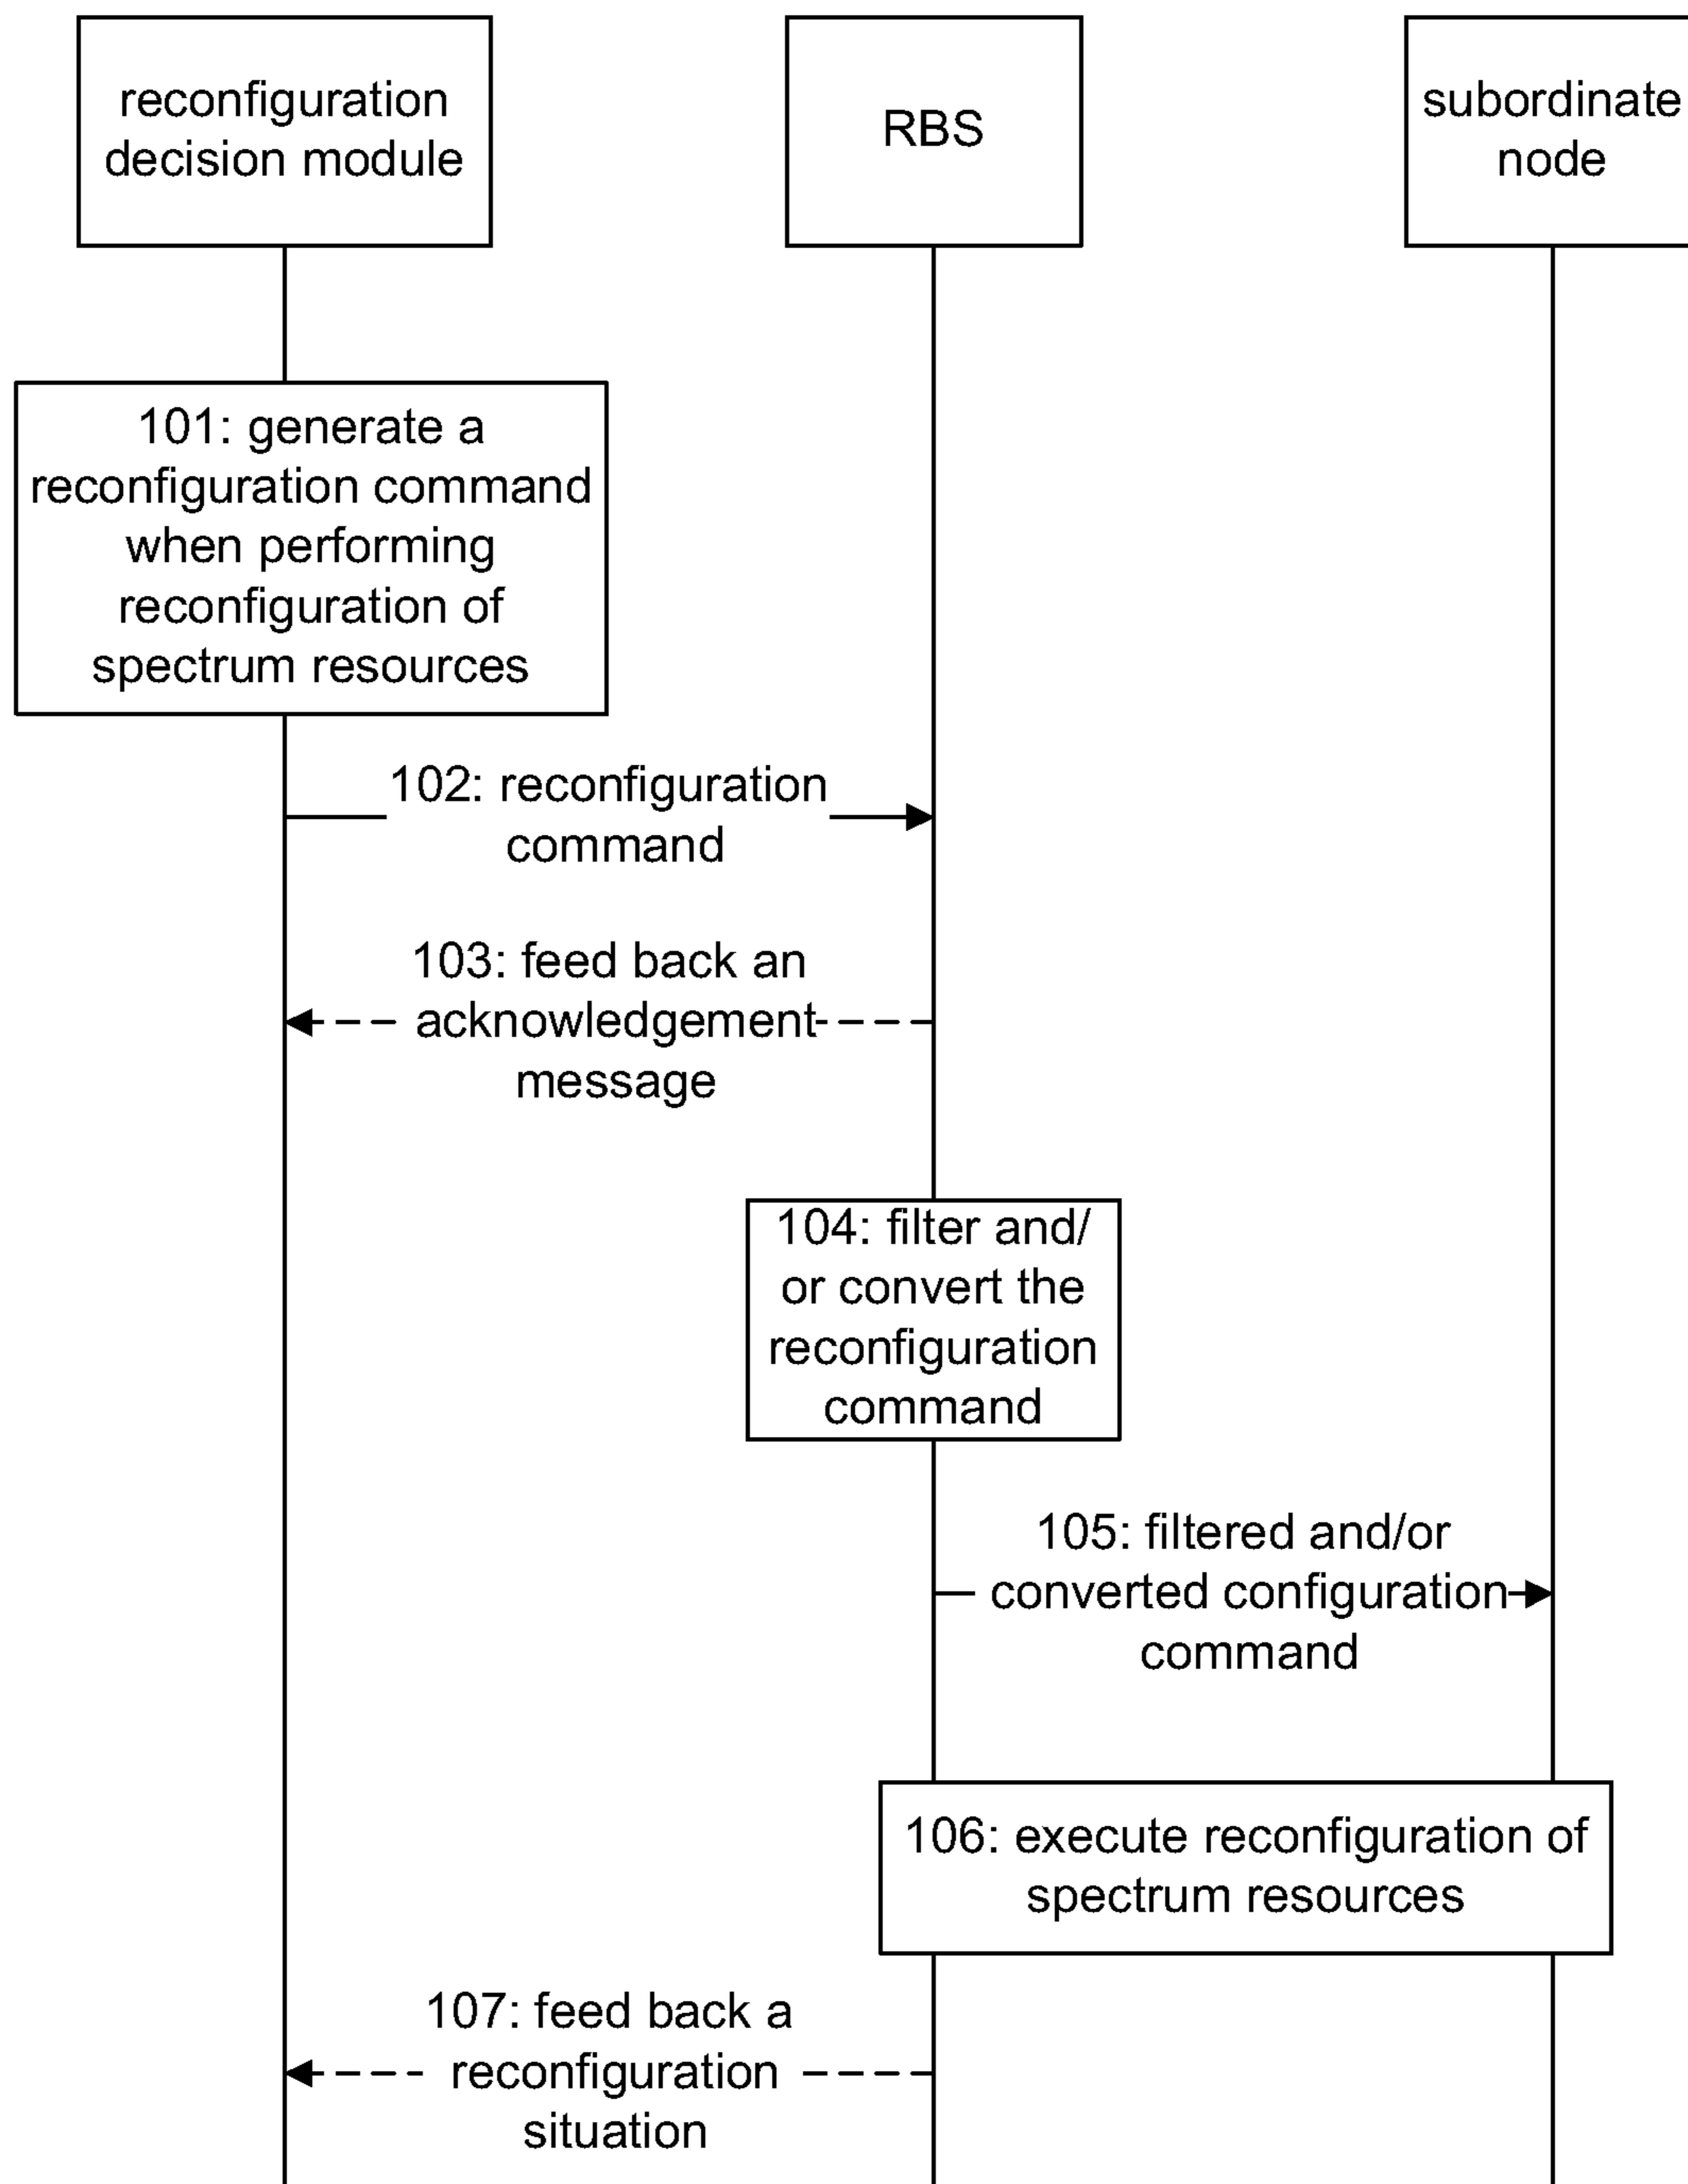 reconfiguration
decision module
RBS
subordinate
node
101: generate a
reconfiguration command
when performing
reconfiguration of
spectrum resources
102: reconfiguration
command
103: feed back an
acknowledgement
message
104: filter and/
or convert the
reconfiguration
command
105: filtered and/or
converted configuration
command
106: execute reconfiguration of
spectrum resources
107: feed back a
reconfiguration
situation